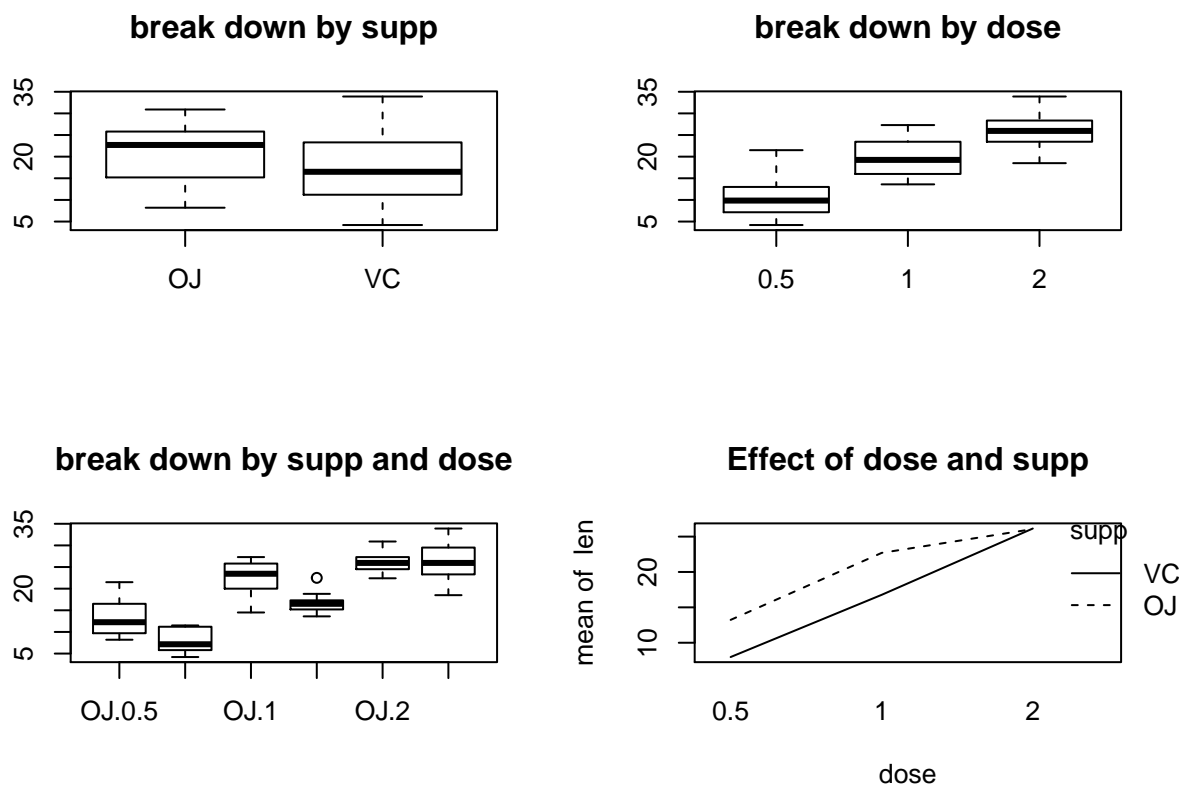 break down by supp
35
20
5
OJ VC
break down by dose
35
20
5
0.5 1 2
break down by supp and dose
35
20
5
OJ.0.5 OJ.1 OJ.2
Effect of dose and supp
mean of len
20
10
supp
VC
OJ
0.5 1 2
dose